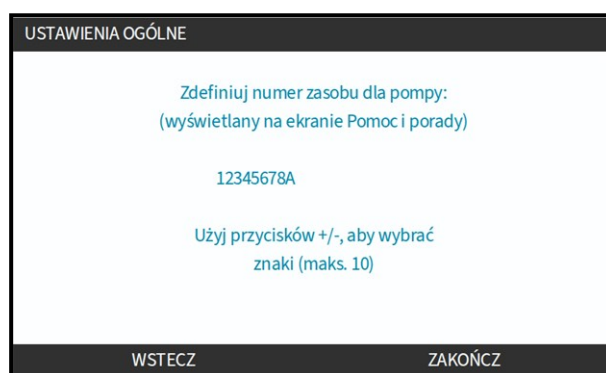 USTAWIENIA OGÓLNE
Zdefiniuj numer zasobu dla pompy:
(wyświetlany na ekranie Pomoc i porady)
12345678A
Użyj przycisków +/-, aby wybrać
znaki (maks. 10)
WSTECZ ZAKOŃCZ